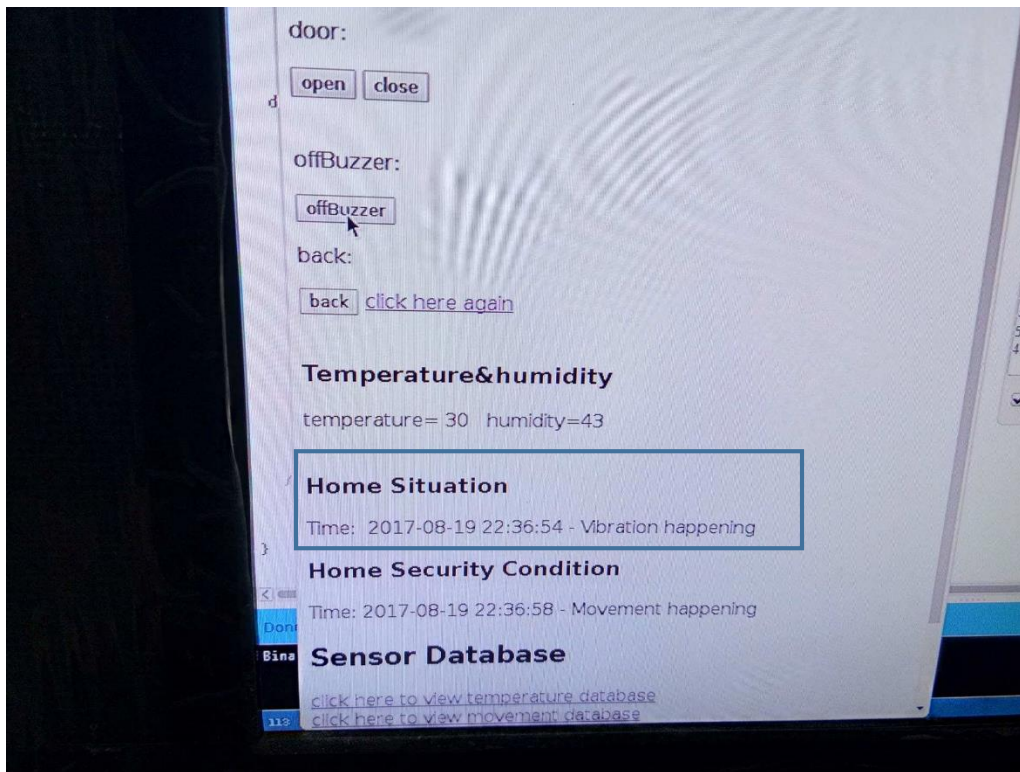 door:
open close
d
offBuzzer:
offBuzzer
back:
back click here again
Temperature&humidity
temperature= 30 humidity=43
Home Situation
Time: 2017-08-19 22:36:54 - Vibration happening
}
Home Security Condition
Time: 2017-08-19 22:36:58 - Movement happening
Sensor Database
click here to view temperature database
click here to view movement database